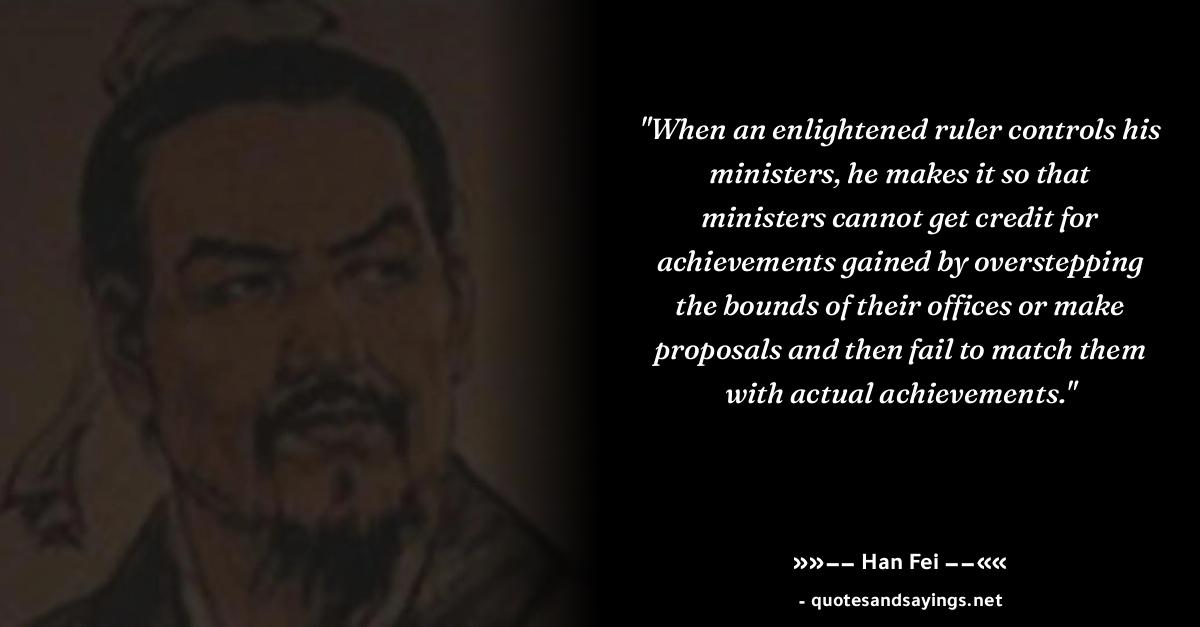 "When an enlightened ruler controls his
ministers, he makes it so that
ministers cannot get credit for
achievements gained by overstepping
the bounds of their offices or make
proposals and then fail to match them
with actual achievements."
»»–– Han Fei ––««
- quotesandsayings.net